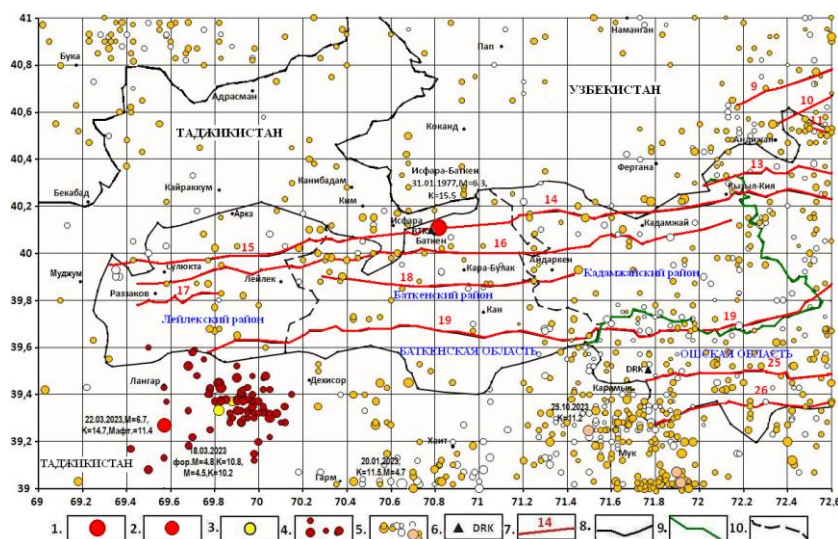 41
40,8
40,6
40,4
40,2
40
39,8
39,6
39,4
39,2
39
Бука
Пап
Наманган
Адрасман
УЗБЕКИСТАН
9
10
11
ТАДЖИКИСТАН
Коканд
Андижан
Исфара-Баткен
31.01.1977,М=6.3,
К=15.5
Фергана
Кайраккум
Канибадам
Бекабад
Ким
13
Кызыл-Кия
Арка
Исфара
14
Кадамжай
Баткен
15
16
Сулюкта
Айдаркен
Муджум
Лейлек
Кара-Булак
Кадамжайский район
18
Раззаков
17
Баткенский район
Лейлекский район
Кан
19
19
БАТКЕНСКАЯ ОБЛАСТЬ
ОШСКАЯ ОБЛАСТЬ
DRK
25
Лангар
Дехисор
Карамык
26
22.03.2023,М=6.7,
К=14.7,Мафт.=11.4
25.10.2023
К=11.2
18.03.2023
фор.М=4.8,К=10.8,
М=4.5,К=10.2
Хаит
Мук
ТАДЖИКИСТАН
20.01.2023,
К=11.5,М=4.7
Гарм
69 69.2 69.4 69.6 69.8 70 70.2 70.4 70.6 70.8 71 71.2 71.4 71.6 71.8 72 72.2 72.4 72.6
1. 2. 3. 4. 5. 6. DRK 7. 14 8. 9. 10.